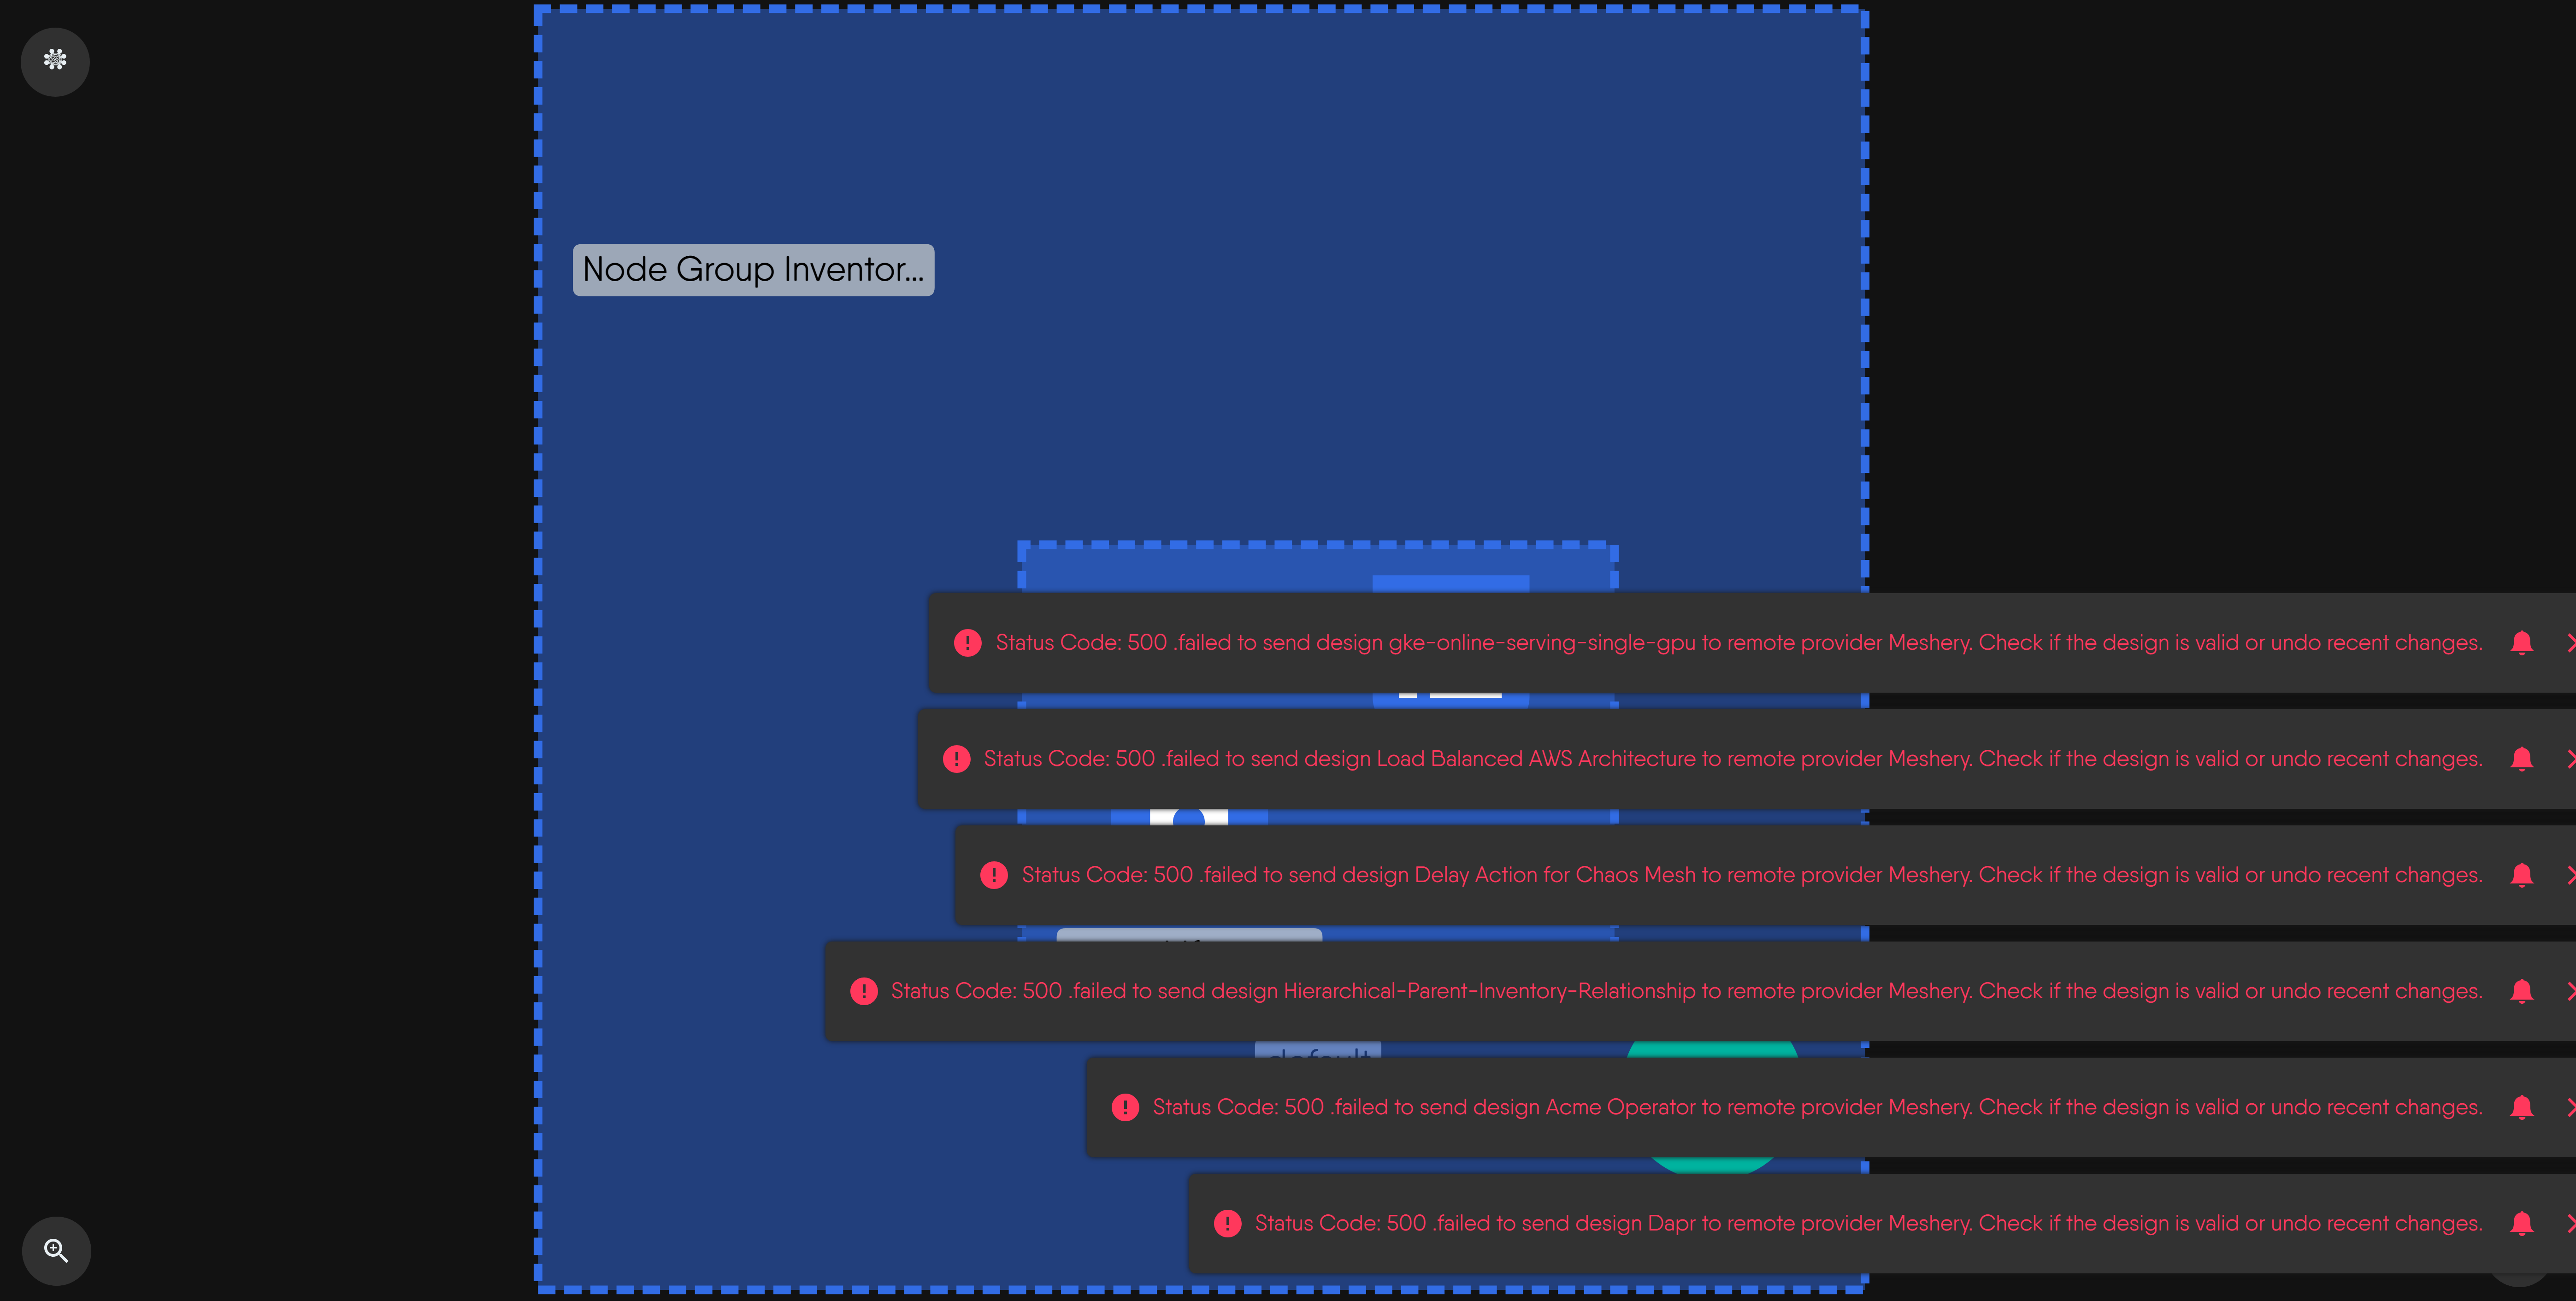 Node Group Inventor...
Status Code: 500 .failed to send design gke-online-serving-single-gpu to remote provider Meshery. Check if the design is valid or undo recent changes.
Status Code: 500 .failed to send design Load Balanced AWS Architecture to remote provider Meshery. Check if the design is valid or undo recent changes.
Status Code: 500 .failed to send design Delay Action for Chaos Mesh to remote provider Meshery. Check if the design is valid or undo recent changes.
Status Code: 500 .failed to send design Hierarchical-Parent-Inventory-Relationship to remote provider Meshery. Check if the design is valid or undo recent changes.
default
Status Code: 500 .failed to send design Acme Operator to remote provider Meshery. Check if the design is valid or undo recent changes.
Status Code: 500 .failed to send design Dapr to remote provider Meshery. Check if the design is valid or undo recent changes.